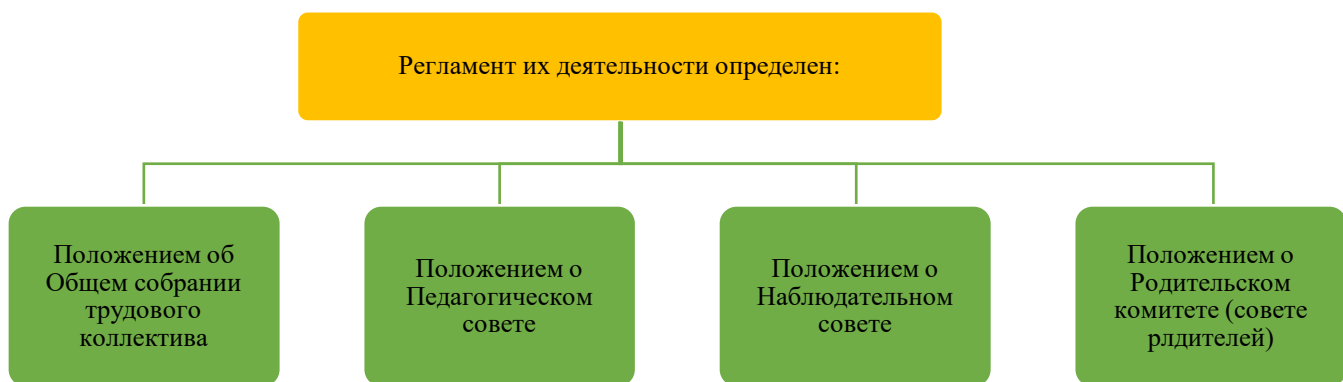 Регламент их деятельности определен:
Положением об
Общем собрании
трудового
коллектива
Положением о
Педагогическом
совете
Положением о
Наблюдательном
совете
Положением о
Родительском
комитете (совете
рлдителей)